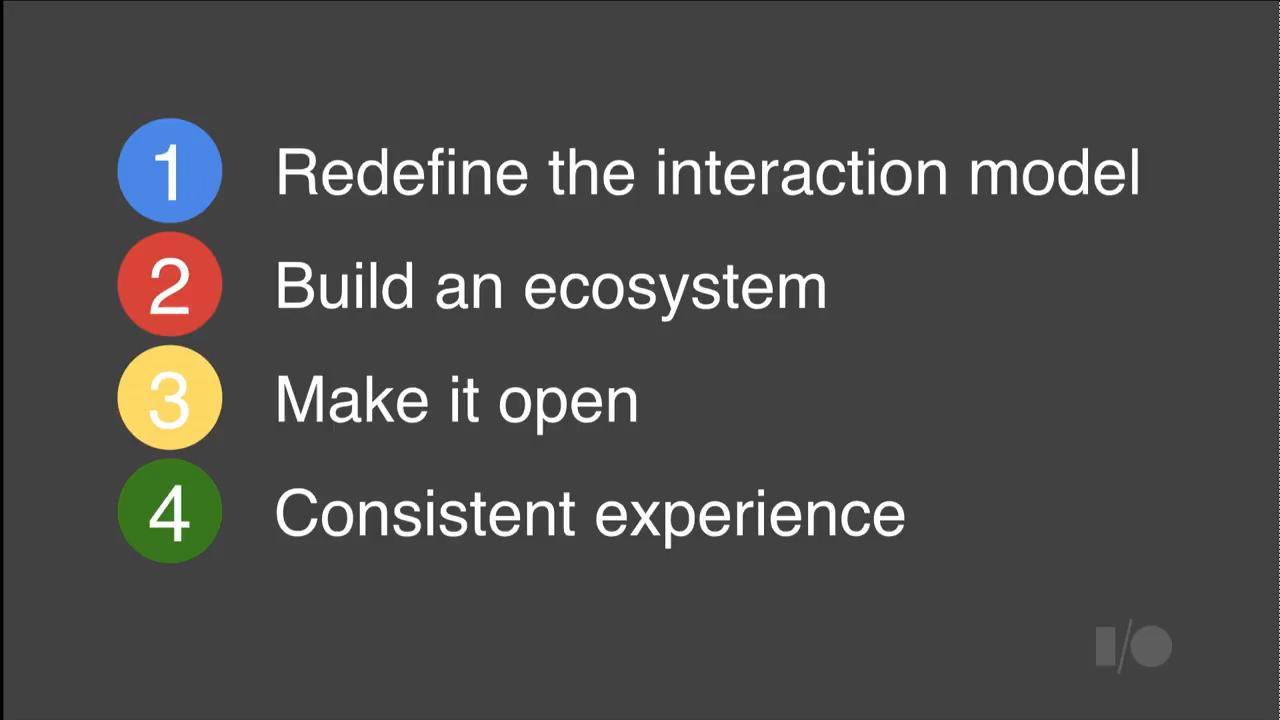 1 Redefine the interaction model
2 Build an ecosystem
3 Make it open
4 Consistent experience
I/O